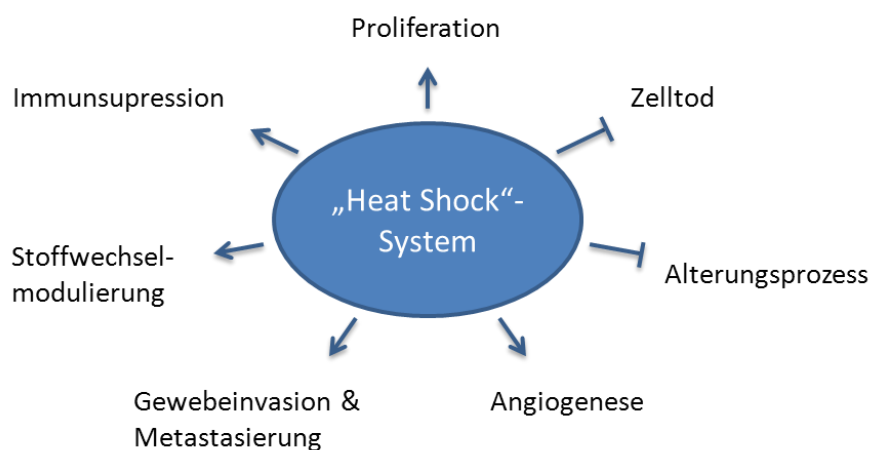 Proliferation
Immunsupression
Zelltod
„Heat Shock“-
System
Stoffwechsel-
modulierung
Alterungsprozess
Gewebeinvasion &
Metastasierung
Angiogenese